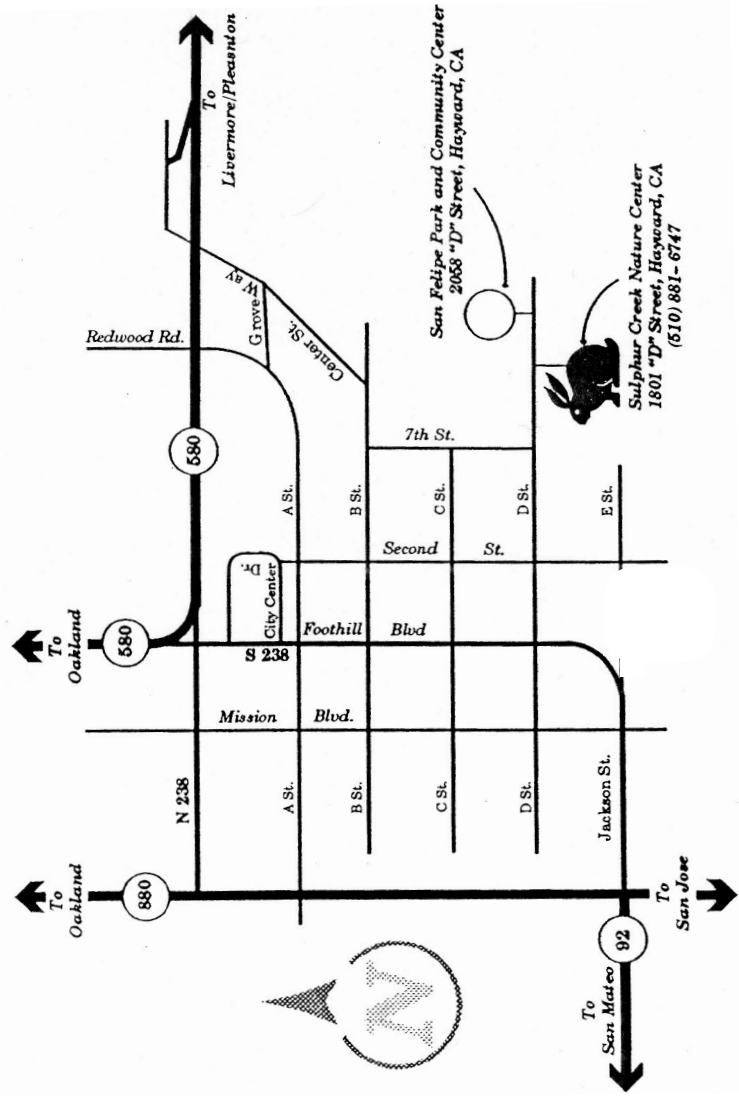 To
Livermore/Pleasnton
San Felipe Park and Community Center
2058 "D" Street, Hayward, CA
Sulphur Creek Nature Center
1801 "D" Street, Hayward, CA
(510) 881-6747
Redwood Rd.
Grove
Way
Center St.
7th St.
580
A St.
B St.
C St.
D St.
E St.
Second St.
City Center
Dr.
To
Oakland
580
S 238
Foothill Blvd
Mission Blvd.
N 238
A St.
B St.
C St.
D St.
Jackson St.
To
Oakland
880
To
San Jose
92
To
San Mateo
N